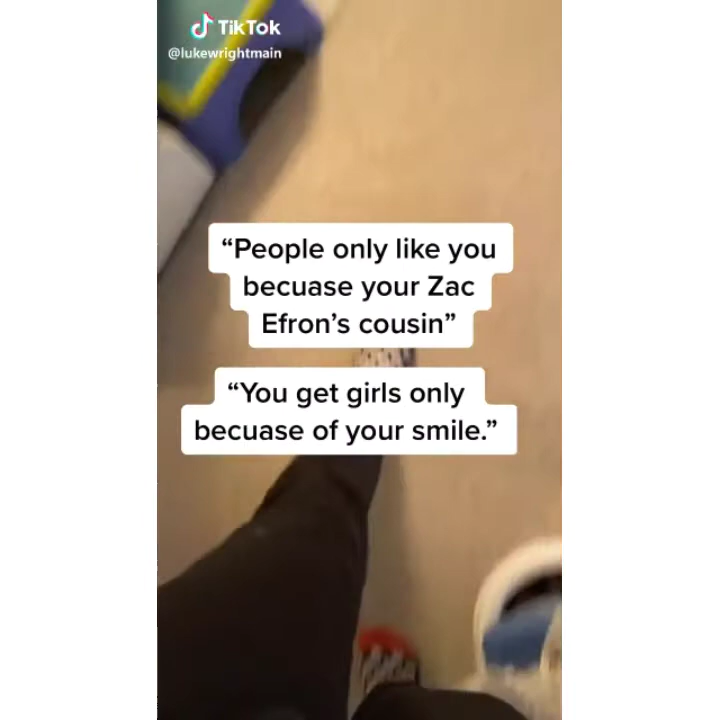 TikTok
@lukewrightmain
“People only like you
becuase your Zac
Efron’s cousin”
“You get girls only
becuase of your smile.”